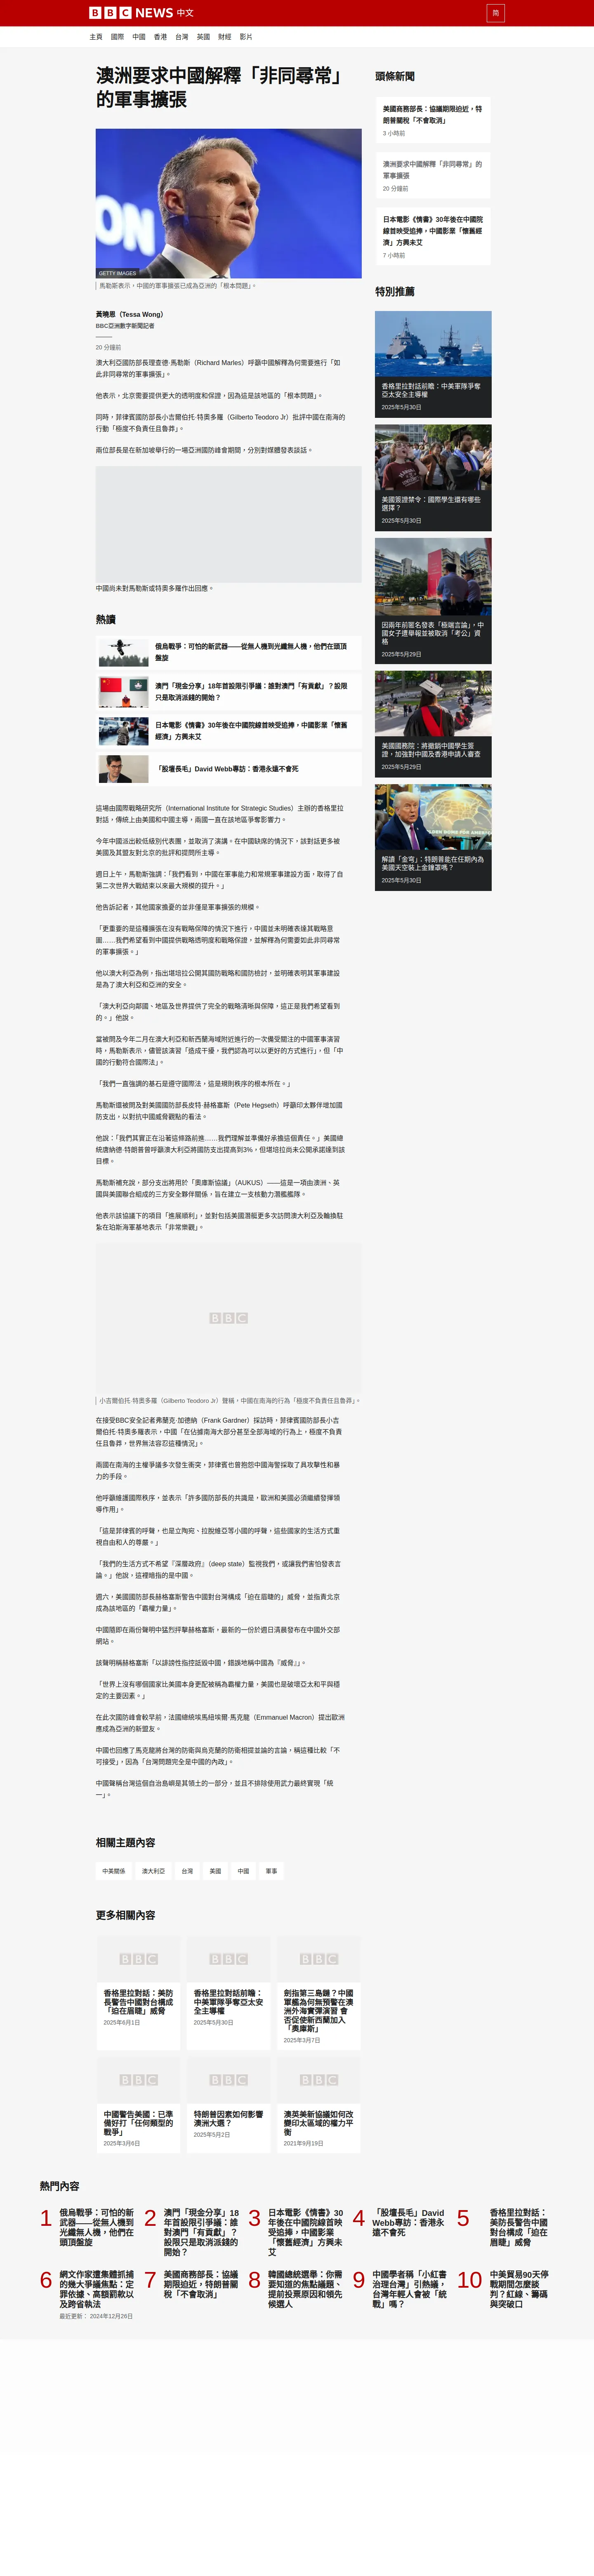 BBC NEWS 中文
简
主頁 國際 中國 香港 台灣 英國 財經 影片
澳洲要求中國解釋「非同尋常」
的軍事擴張
GETTY IMAGES
馬勒斯表示，中國的軍事擴張已成為亞洲的「根本問題」。
黃曉恩（Tessa Wong）
BBC亞洲數字新聞記者
20 分鐘前
澳大利亞國防部長理查德·馬勒斯（Richard Marles）呼籲中國解釋為何需要進行「如
此非同尋常的軍事擴張」。
他表示，北京需要提供更大的透明度和保證，因為這是該地區的「根本問題」。
同時，菲律賓國防部長小吉爾伯托·特奧多羅（Gilberto Teodoro Jr）批評中國在南海的
行動「極度不負責任且魯莽」。
兩位部長是在新加坡舉行的一場亞洲國防峰會期間，分別對媒體發表談話。
中國尚未對馬勒斯或特奧多羅作出回應。
熱讀
俄烏戰爭：可怕的新武器——從無人機到光纖無人機，他們在頭頂
盤旋
澳門「現金分享」18年首設限引爭議：誰對澳門「有貢獻」？設限
只是取消派錢的開始？
日本電影《情書》30年後在中國院線首映受追捧，中國影業「懷舊
經濟」方興未艾
「股壇長毛」David Webb專訪：香港永遠不會死
這場由國際戰略研究所（International Institute for Strategic Studies）主辦的香格里拉
對話，傳統上由美國和中國主導，兩國一直在該地區爭奪影響力。
今年中國派出較低級別代表團，並取消了演講。在中國缺席的情況下，該對話更多被
美國及其盟友對北京的批評和提問所主導。
週日上午，馬勒斯強調：「我們看到，中國在軍事能力和常規軍事建設方面，取得了自
第二次世界大戰結束以來最大規模的提升。」
他告訴記者，其他國家擔憂的並非僅是軍事擴張的規模。
「更重要的是這種擴張在沒有戰略保障的情況下進行，中國並未明確表達其戰略意
圖……我們希望看到中國提供戰略透明度和戰略保證，並解釋為何需要如此非同尋常
的軍事擴張。」
他以澳大利亞為例，指出堪培拉公開其國防戰略和國防檢討，並明確表明其軍事建設
是為了澳大利亞和亞洲的安全。
「澳大利亞向鄰國、地區及世界提供了完全的戰略清晰與保障，這正是我們希望看到
的。」他說。
當被問及今年二月在澳大利亞和新西蘭海域附近進行的一次備受關注的中國軍事演習
時，馬勒斯表示，儘管該演習「造成干擾，我們認為可以以更好的方式進行」，但「中
國的行動符合國際法」。
「我們一直強調的基石是遵守國際法，這是規則秩序的根本所在。」
馬勒斯還被問及對美國國防部長皮特·赫格塞斯（Pete Hegseth）呼籲印太夥伴增加國
防支出，以對抗中國威脅觀點的看法。
他說：「我們其實正在沿著這條路前進……我們理解並準備好承擔這個責任。」美國總
統唐納德·特朗普曾呼籲澳大利亞將國防支出提高到3%，但堪培拉尚未公開承諾達到該
目標。
馬勒斯補充說，部分支出將用於「奧庫斯協議」（AUKUS）——這是一項由澳洲、英
國與美國聯合組成的三方安全夥伴關係，旨在建立一支核動力潛艦艦隊。
他表示該協議下的項目「進展順利」，並對包括美國潛艇更多次訪問澳大利亞及輪換駐
紮在珀斯海軍基地表示「非常樂觀」。
BBC
小吉爾伯托·特奧多羅（Gilberto Teodoro Jr）聲稱，中國在南海的行為「極度不負責任且魯莽」。
在接受BBC安全記者弗蘭克·加德納（Frank Gardner）採訪時，菲律賓國防部長小吉
爾伯托·特奧多羅表示，中國「在佔據南海大部分甚至全部海域的行為上，極度不負責
任且魯莽，世界無法容忍這種情況」。
兩國在南海的主權爭議多次發生衝突，菲律賓也曾抱怨中國海警採取了具攻擊性和暴
力的手段。
他呼籲維護國際秩序，並表示「許多國防部長的共識是，歐洲和美國必須繼續發揮領
導作用」。
「這是菲律賓的呼聲，也是立陶宛、拉脫維亞等小國的呼聲，這些國家的生活方式重
視自由和人的尊嚴。」
「我們的生活方式不希望『深層政府』（deep state）監視我們，或讓我們害怕發表言
論。」他說，這裡暗指的是中國。
週六，美國國防部長赫格塞斯警告中國對台灣構成「迫在眉睫的」威脅，並指責北京
成為該地區的「霸權力量」。
中國隨即在兩份聲明中猛烈抨擊赫格塞斯，最新的一份於週日清晨發布在中國外交部
網站。
該聲明稱赫格塞斯「以誹謗性指控詆毀中國，錯誤地稱中國為『威脅』」。
「世界上沒有哪個國家比美國本身更配被稱為霸權力量，美國也是破壞亞太和平與穩
定的主要因素。」
在此次國防峰會較早前，法國總統埃馬紐埃爾·馬克龍（Emmanuel Macron）提出歐洲
應成為亞洲的新盟友。
中國也回應了馬克龍將台灣的防衛與烏克蘭的防衛相提並論的言論，稱這種比較「不
可接受」，因為「台灣問題完全是中國的內政」。
中國聲稱台灣這個自治島嶼是其領土的一部分，並且不排除使用武力最終實現「統
一」。
相關主題內容
中美關係 澳大利亞 台灣 美國 中國 軍事
更多相關內容
BBC
香格里拉對話：美防
長警告中國對台構成
「迫在眉睫」威脅
2025年6月1日
BBC
香格里拉對話前瞻：
中美軍隊爭奪亞太安
全主導權
2025年5月30日
BBC
劍指第三島鏈？中國
軍艦為何無預警在澳
洲外海實彈演習 會
否促使新西蘭加入
「奧庫斯」
2025年3月7日
BBC
中國警告美國：已準
備好打「任何類型的
戰爭」
2025年3月6日
BBC
特朗普因素如何影響
澳洲大選？
2025年5月2日
BBC
澳英美新協議如何改
變印太區域的權力平
衡
2021年9月19日
頭條新聞
美國商務部長：協議期限迫近，特
朗普關稅「不會取消」
3 小時前
澳洲要求中國解釋「非同尋常」的
軍事擴張
20 分鐘前
日本電影《情書》30年後在中國院
線首映受追捧，中國影業「懷舊經
濟」方興未艾
7 小時前
特別推薦
香格里拉對話前瞻：中美軍隊爭奪
亞太安全主導權
2025年5月30日
美國簽證禁令：國際學生還有哪些
選擇？
2025年5月30日
因兩年前匿名發表「極端言論」，中
國女子遭舉報並被取消「考公」資
格
2025年5月29日
美國國務院：將撤銷中國學生簽
證，加強對中國及香港申請人審查
2025年5月29日
解讀「金穹」：特朗普能在任期內為
美國天空裝上金鐘罩嗎？
2025年5月30日
熱門內容
1
俄烏戰爭：可怕的新
武器——從無人機到
光纖無人機，他們在
頭頂盤旋
2
澳門「現金分享」18
年首設限引爭議：誰
對澳門「有貢獻」？
設限只是取消派錢的
開始？
3
日本電影《情書》30
年後在中國院線首映
受追捧，中國影業
「懷舊經濟」方興未
艾
4
「股壇長毛」David
Webb專訪：香港永
遠不會死
5
香格里拉對話：
美防長警告中國
對台構成「迫在
眉睫」威脅
6
網文作家遭集體抓捕
的幾大爭議焦點：定
罪依據、高額罰款以
及跨省執法
最近更新： 2024年12月26日
7
美國商務部長：協議
期限迫近，特朗普關
稅「不會取消」
8
韓國總統選舉：你需
要知道的焦點議題、
提前投票原因和領先
候選人
9
中國學者稱「小紅書
治理台灣」引熱議，
台灣年輕人會被「統
戰」嗎？
10
中美貿易90天停
戰期間怎麼談
判？紅線、籌碼
與突破口